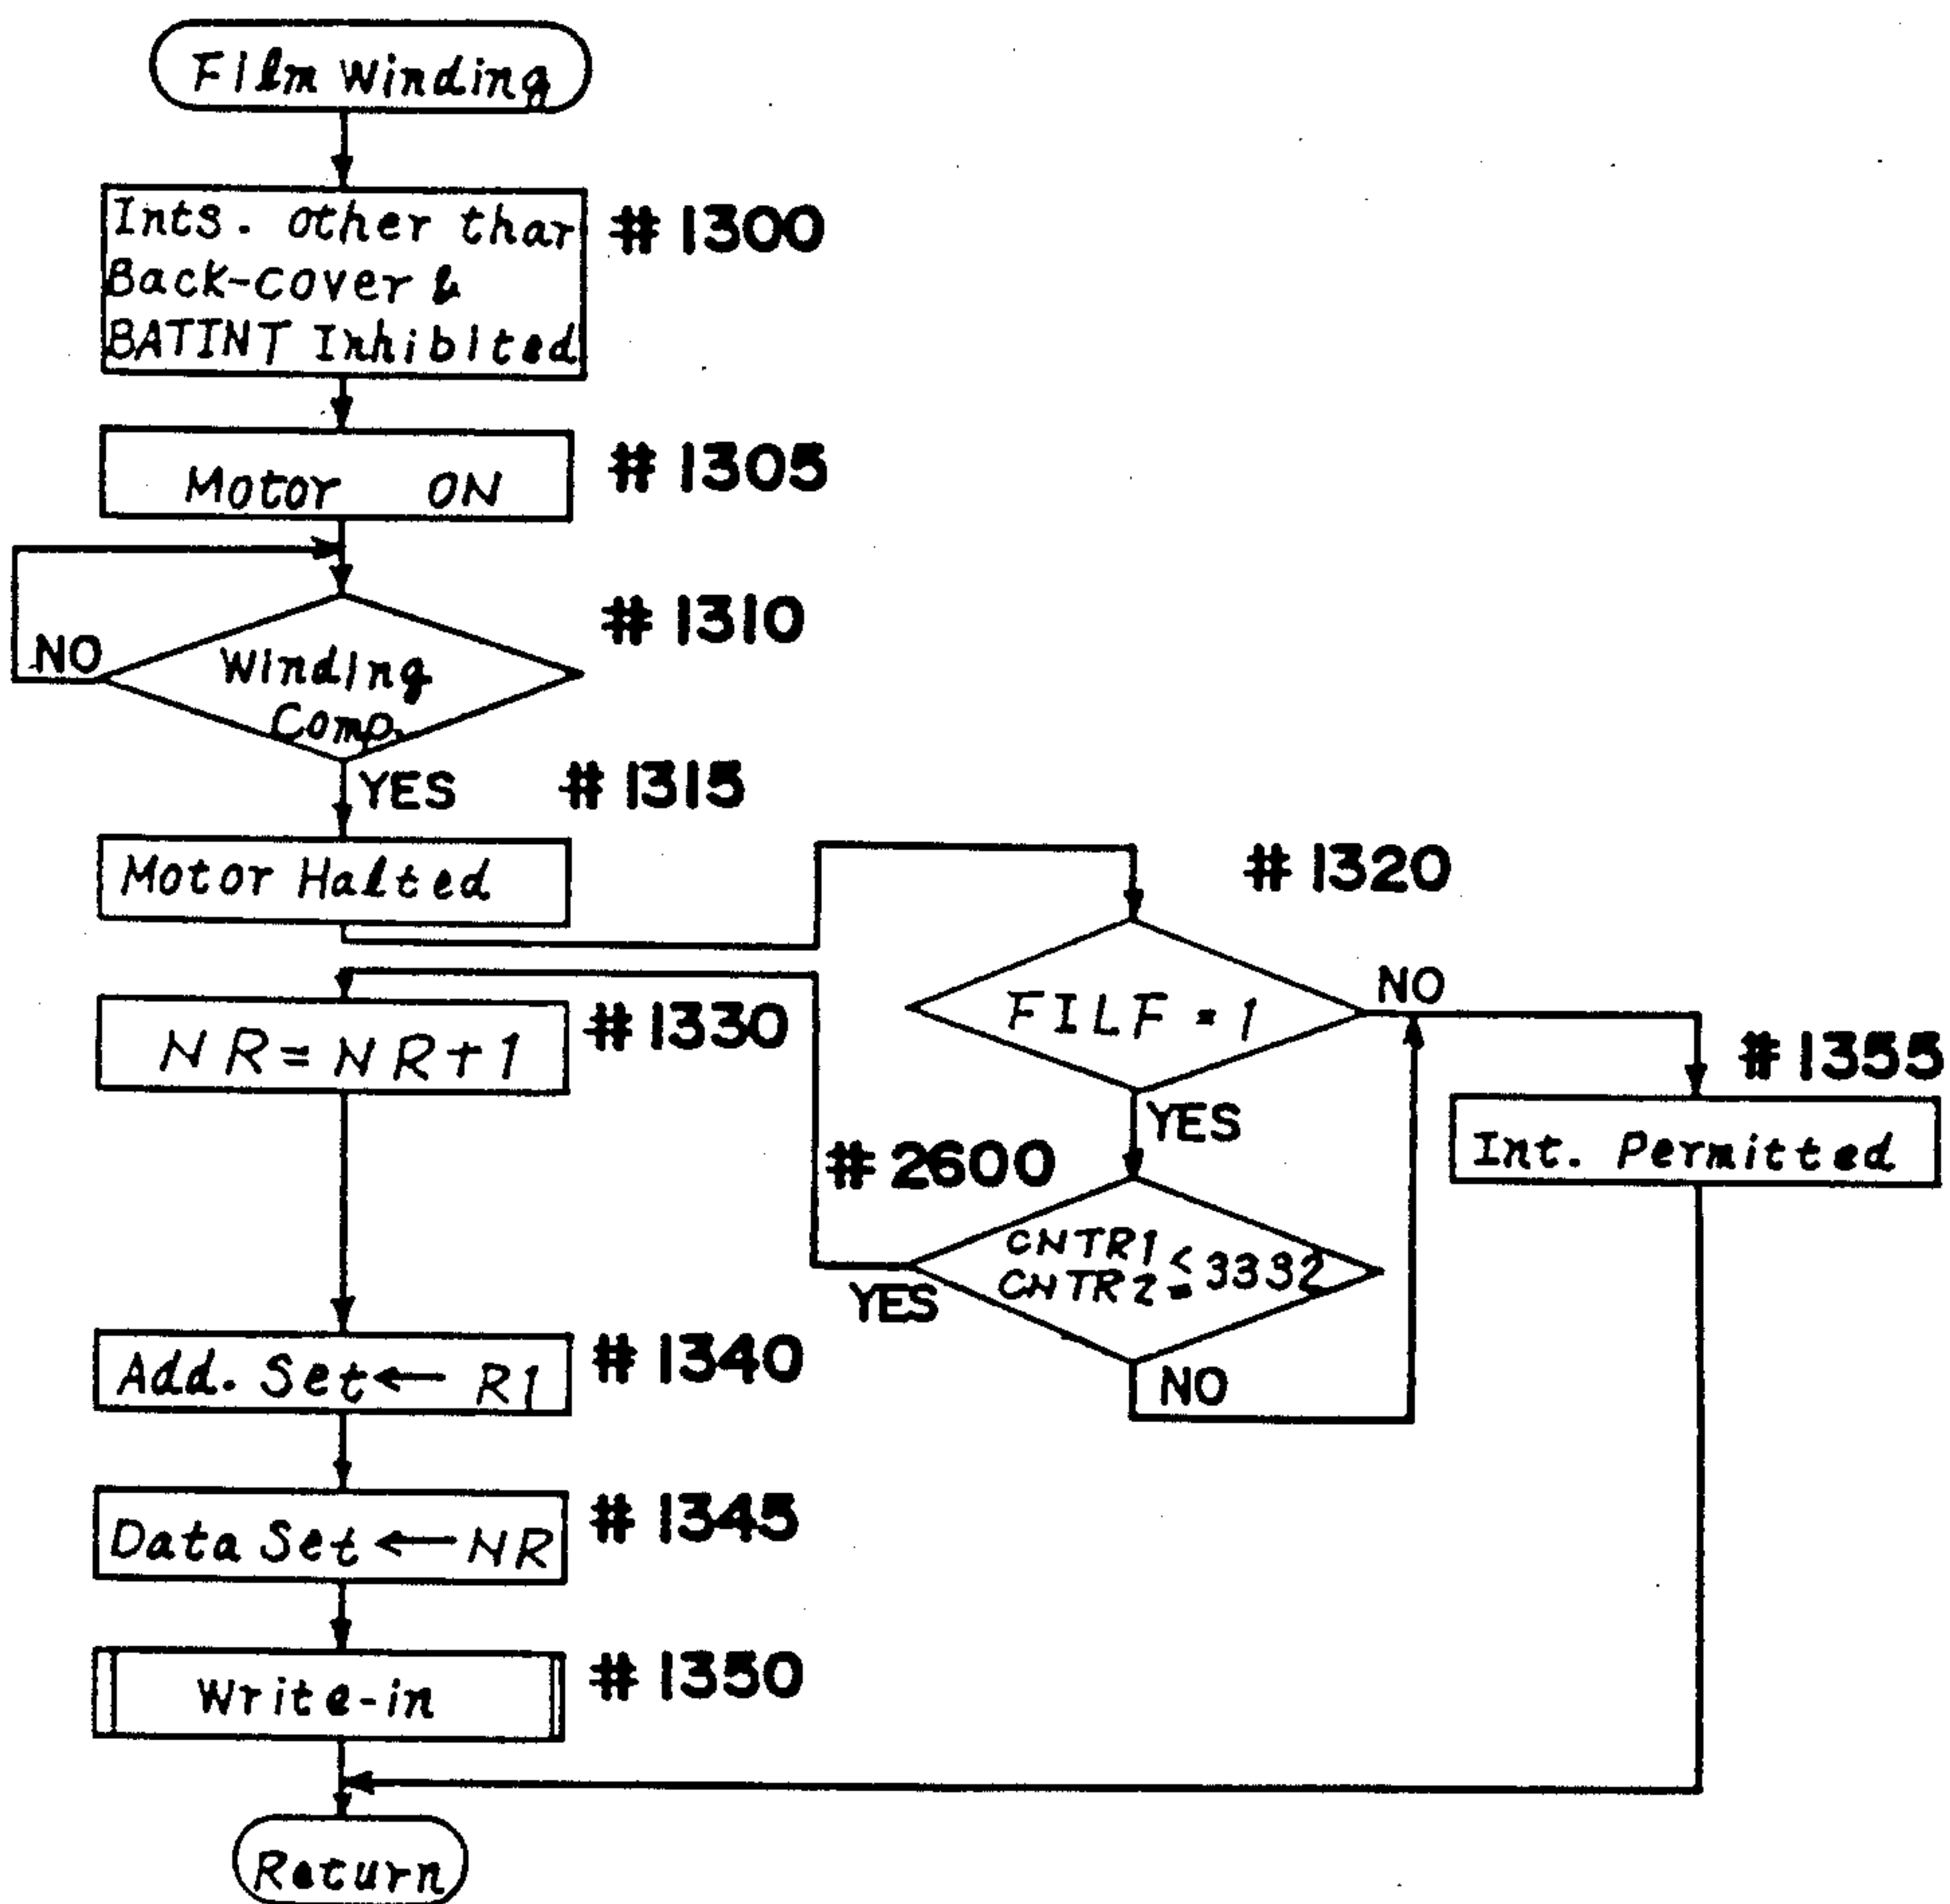 Film Winding
Ints. other than
Back-cover &
BATINT Inhibited
#1300
Motor ON
#1305
#1310
NO
Winding
Comp.
YES
#1315
Motor Halted
#1320
FILF = 1
NO
YES
#1330
NR = NR + 1
#1355
Int. Permitted
#2600
CNTR1
CNTR2 ≤ 3332
YES
NO
Add. Set ← R1
#1340
Data Set ← NR
#1345
Write-in
#1350
Return